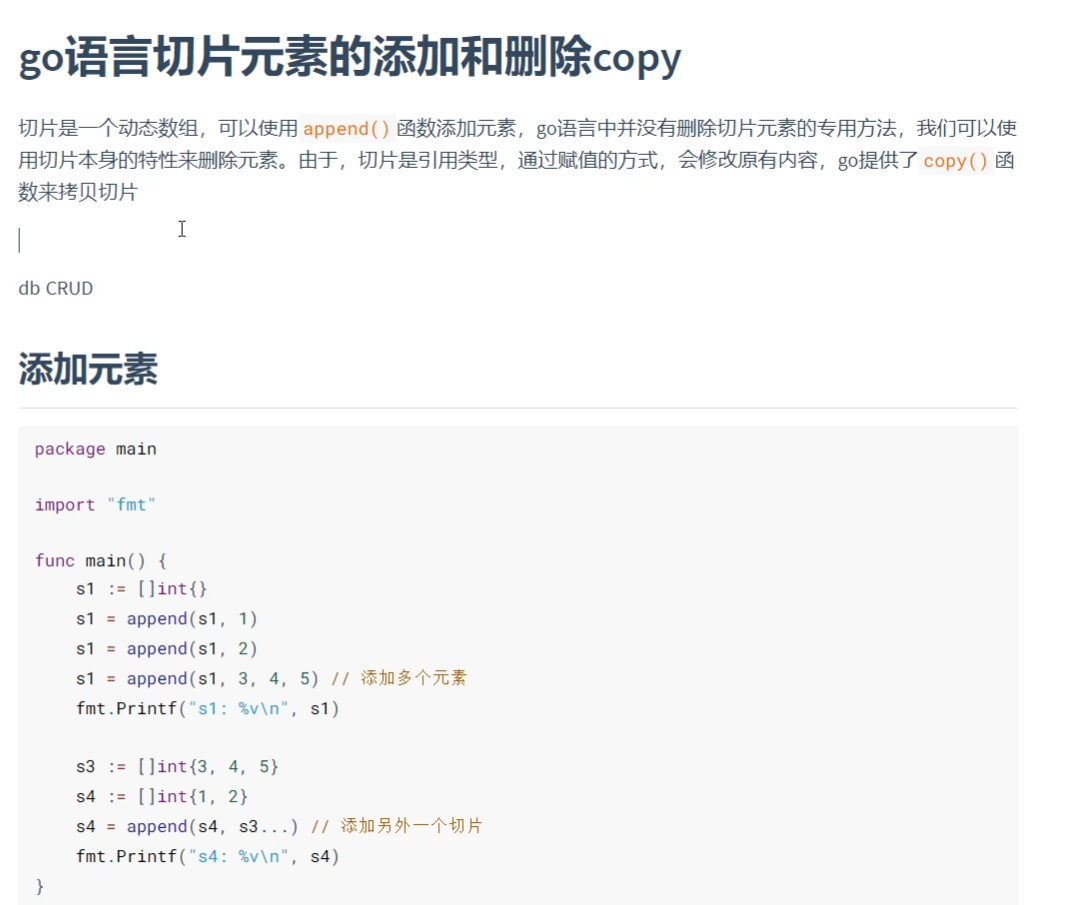 go语言切片元素的添加和删除copy
切片是一个动态数组，可以使用append()函数添加元素，go语言中并没有删除切片元素的专用方法，我们可以使
用切片本身的特性来删除元素。由于，切片是引用类型，通过赋值的方式，会修改原有内容，go提供了copy()函
数来拷贝切片
db CRUD
添加元素
package main
import "fmt"
func main() {
    s1 := []int{}
    s1 = append(s1, 1)
    s1 = append(s1, 2)
    s1 = append(s1, 3, 4, 5) // 添加多个元素
    fmt.Printf("s1: %v\n", s1)
    s3 := []int{3, 4, 5}
    s4 := []int{1, 2}
    s4 = append(s4, s3...) // 添加另外一个切片
    fmt.Printf("s4: %v\n", s4)
}